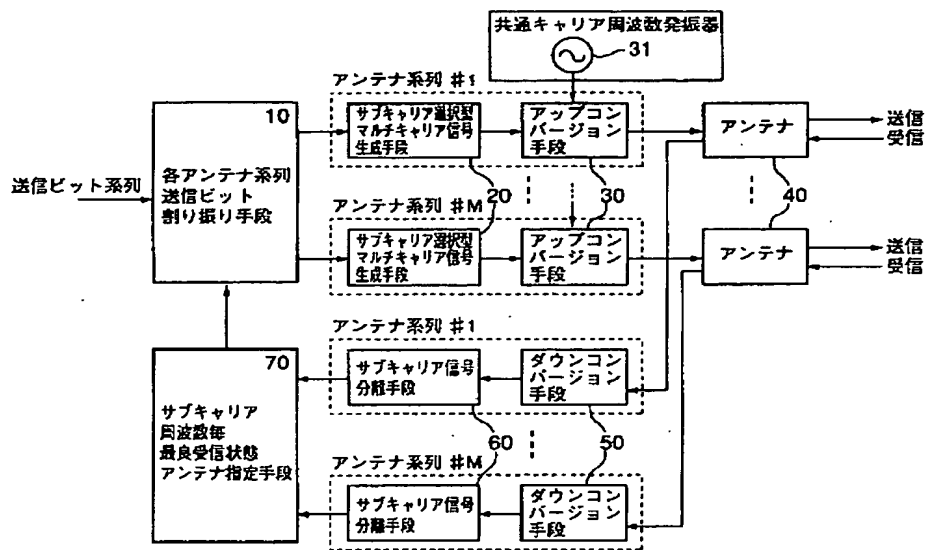 共通キャリア周波数発振器
31
アンテナ系列 #1
10
サブキャリア選択型
マルチキャリア信号
生成手段
アップコン
バージョン
手段
アンテナ
送信
受信
送信ビット系列
各アンテナ系列
送信ビット
割り振り手段
20
30
40
アンテナ系列 #M
サブキャリア選択型
マルチキャリア信号
生成手段
アップコン
バージョン
手段
アンテナ
送信
受信
アンテナ系列 #1
70
サブキャリア信号
分離手段
ダウンコン
バージョン
手段
サブキャリア
周波数毎
最良受信状態
アンテナ指定手段
60
50
アンテナ系列 #M
サブキャリア信号
分離手段
ダウンコン
バージョン
手段